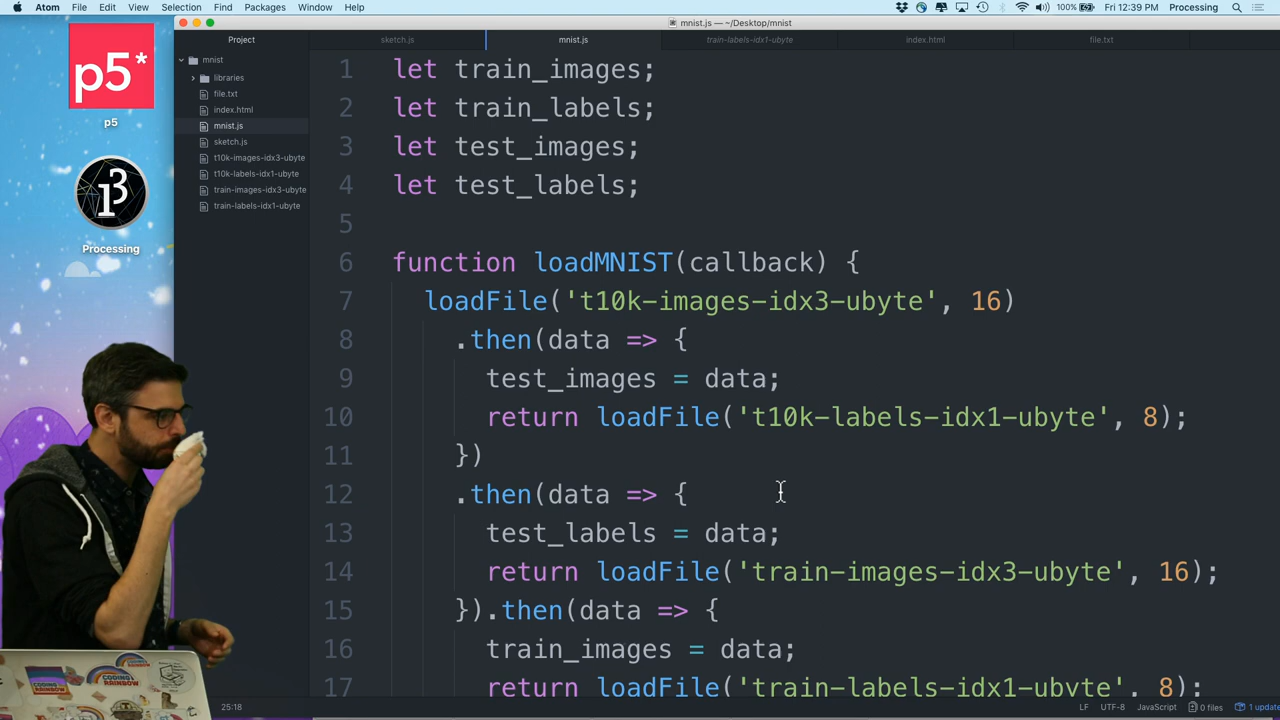 Atom File Edit View Selection Find Packages Window Help 100% Fri 12:39 PM Processing
mnist.js — ~/Desktop/mnist
Project sketch.js mnist.js train-labels-idx1-ubyte index.html file.txt
mnist
libraries
file.txt
index.html
mnist.js
sketch.js
t10k-images-idx3-ubyte
t10k-labels-idx1-ubyte
train-images-idx3-ubyte
train-labels-idx1-ubyte
p5*
p5
Processing
1 let train_images;
2 let train_labels;
3 let test_images;
4 let test_labels;
5
6 function loadMNIST(callback) {
7 loadFile('t10k-images-idx3-ubyte', 16)
8 .then(data => {
9 test_images = data;
10 return loadFile('t10k-labels-idx1-ubyte', 8);
11 })
12 .then(data => {
13 test_labels = data;
14 return loadFile('train-images-idx3-ubyte', 16);
15 }).then(data => {
16 train_images = data;
17 return loadFile('train-labels-idx1-ubyte', 8);
25:18 LF UTF-8 JavaScript 0 files 1 update
CODING RAINBOW